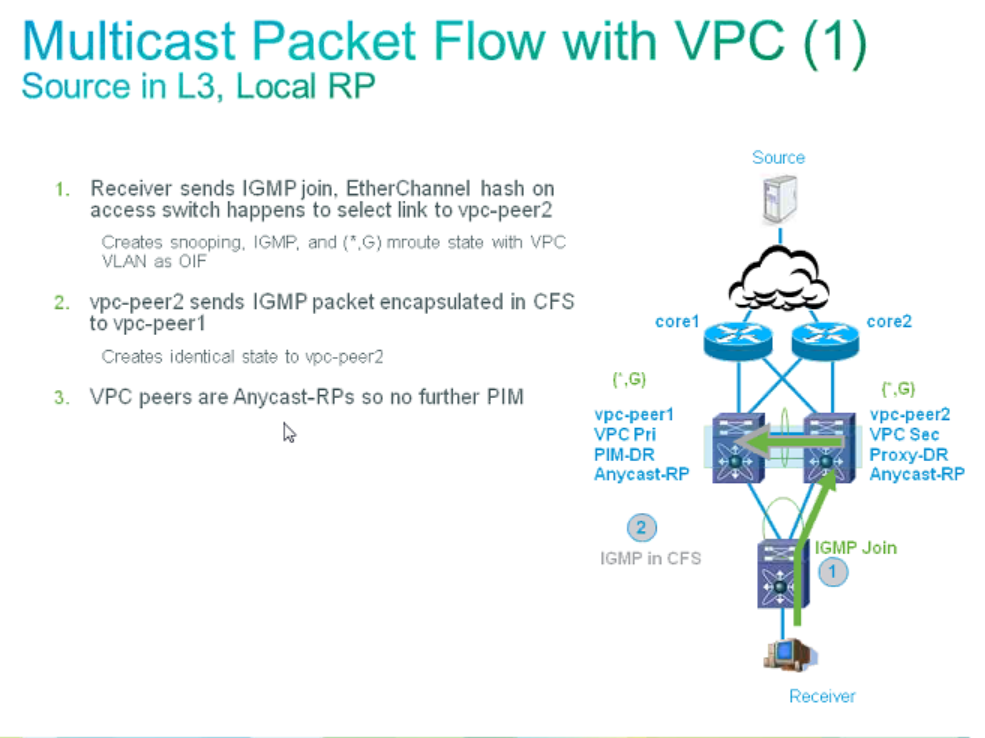 Multicast Packet Flow with VPC (1)
Source in L3, Local RP
1. Receiver sends IGMP join, EtherChannel hash on
access switch happens to select link to vpc-peer2
Creates snooping, IGMP, and (*,G) mroute state with VPC
VLAN as OIF
2. vpc-peer2 sends IGMP packet encapsulated in CFS
to vpc-peer1
Creates identical state to vpc-peer2
3. VPC peers are Anycast-RPs so no further PIM
Source
core1
core2
(*,G)
(*,G)
vpc-peer1
VPC Pri
PIM-DR
Anycast-RP
vpc-peer2
VPC Sec
Proxy-DR
Anycast-RP
2
IGMP in CFS
IGMP Join
1
Receiver